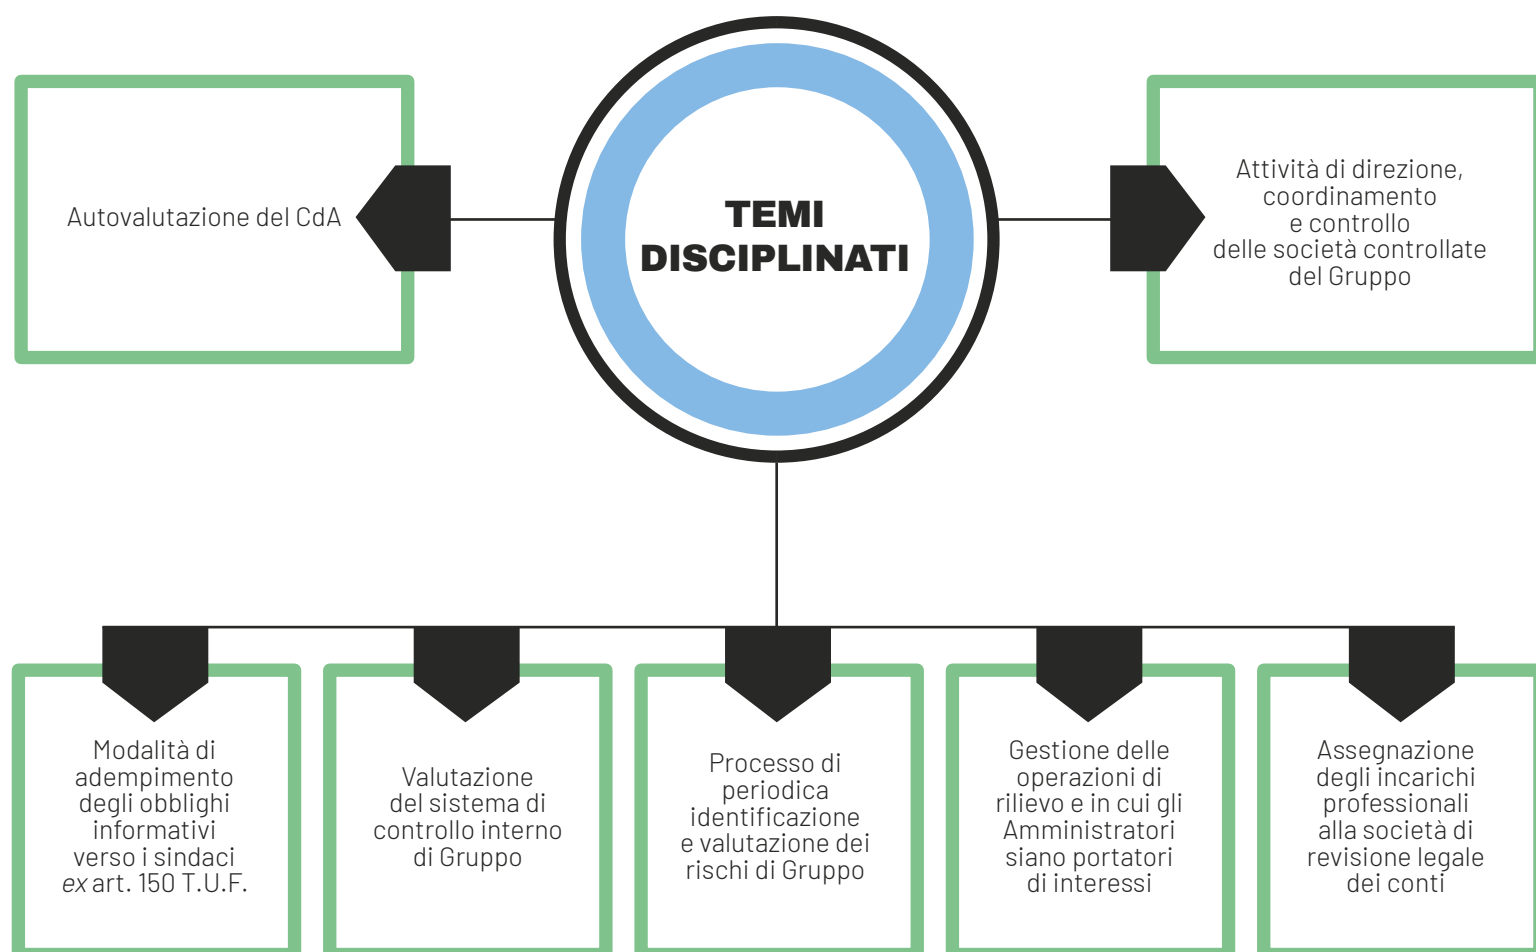 TEMI
DISCIPLINATI
Autovalutazione del CdA
Attività di direzione,
coordinamento
e controllo
delle società controllate
del Gruppo
Modalità di
adempimento
degli obblighi
informativi
verso i sindaci
ex art. 150 T.U.F.
Valutazione
del sistema di
controllo interno
di Gruppo
Processo di
periodica
identificazione
e valutazione dei
rischi di Gruppo
Gestione delle
operazioni di
rilievo e in cui gli
Amministratori
siano portatori
di interessi
Assegnazione
degli incarichi
professionali
alla società di
revisione legale
dei conti